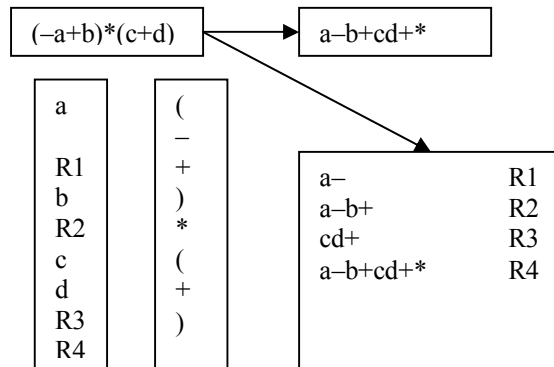 (–a+b)*(c+d)
a–b+cd+*
a
R1
b
R2
c
d
R3
R4
(
–
+
)
*
(
+
)
a– R1
a–b+ R2
cd+ R3
a–b+cd+* R4